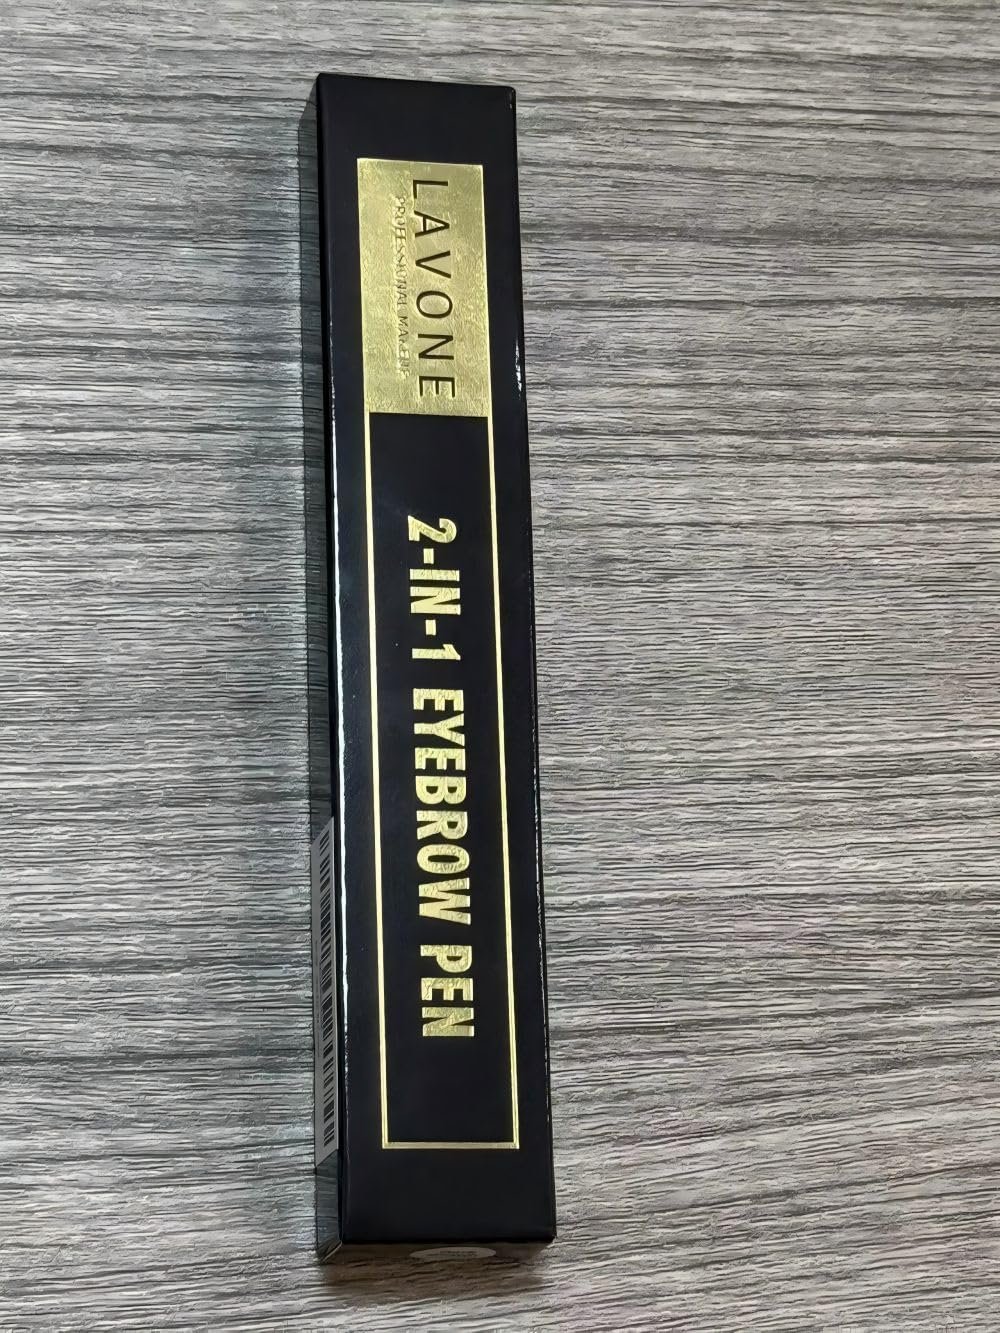 LAVONE
PROFESSIONAL MAKEUP
2-IN-1 EYEBROW PEN